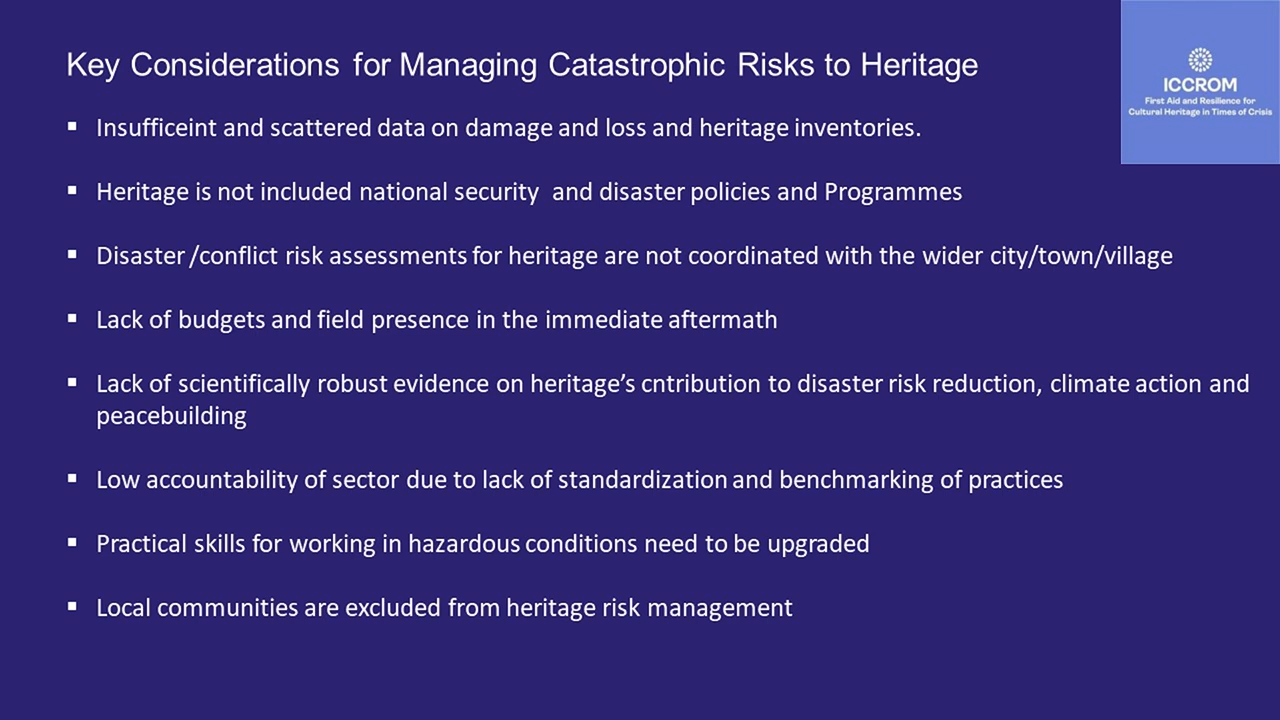 Key Considerations for Managing Catastrophic Risks to Heritage
ICCROM
First Aid and Resilience for
Cultural Heritage in Times of Crisis
▪ Insufficeint and scattered data on damage and loss and heritage inventories.
▪ Heritage is not included national security  and disaster policies and Programmes
▪ Disaster /conflict risk assessments for heritage are not coordinated with the wider city/town/village
▪ Lack of budgets and field presence in the immediate aftermath
▪ Lack of scientifically robust evidence on heritage’s cntribution to disaster risk reduction, climate action and
peacebuilding
▪ Low accountability of sector due to lack of standardization and benchmarking of practices
▪ Practical skills for working in hazardous conditions need to be upgraded
▪ Local communities are excluded from heritage risk management